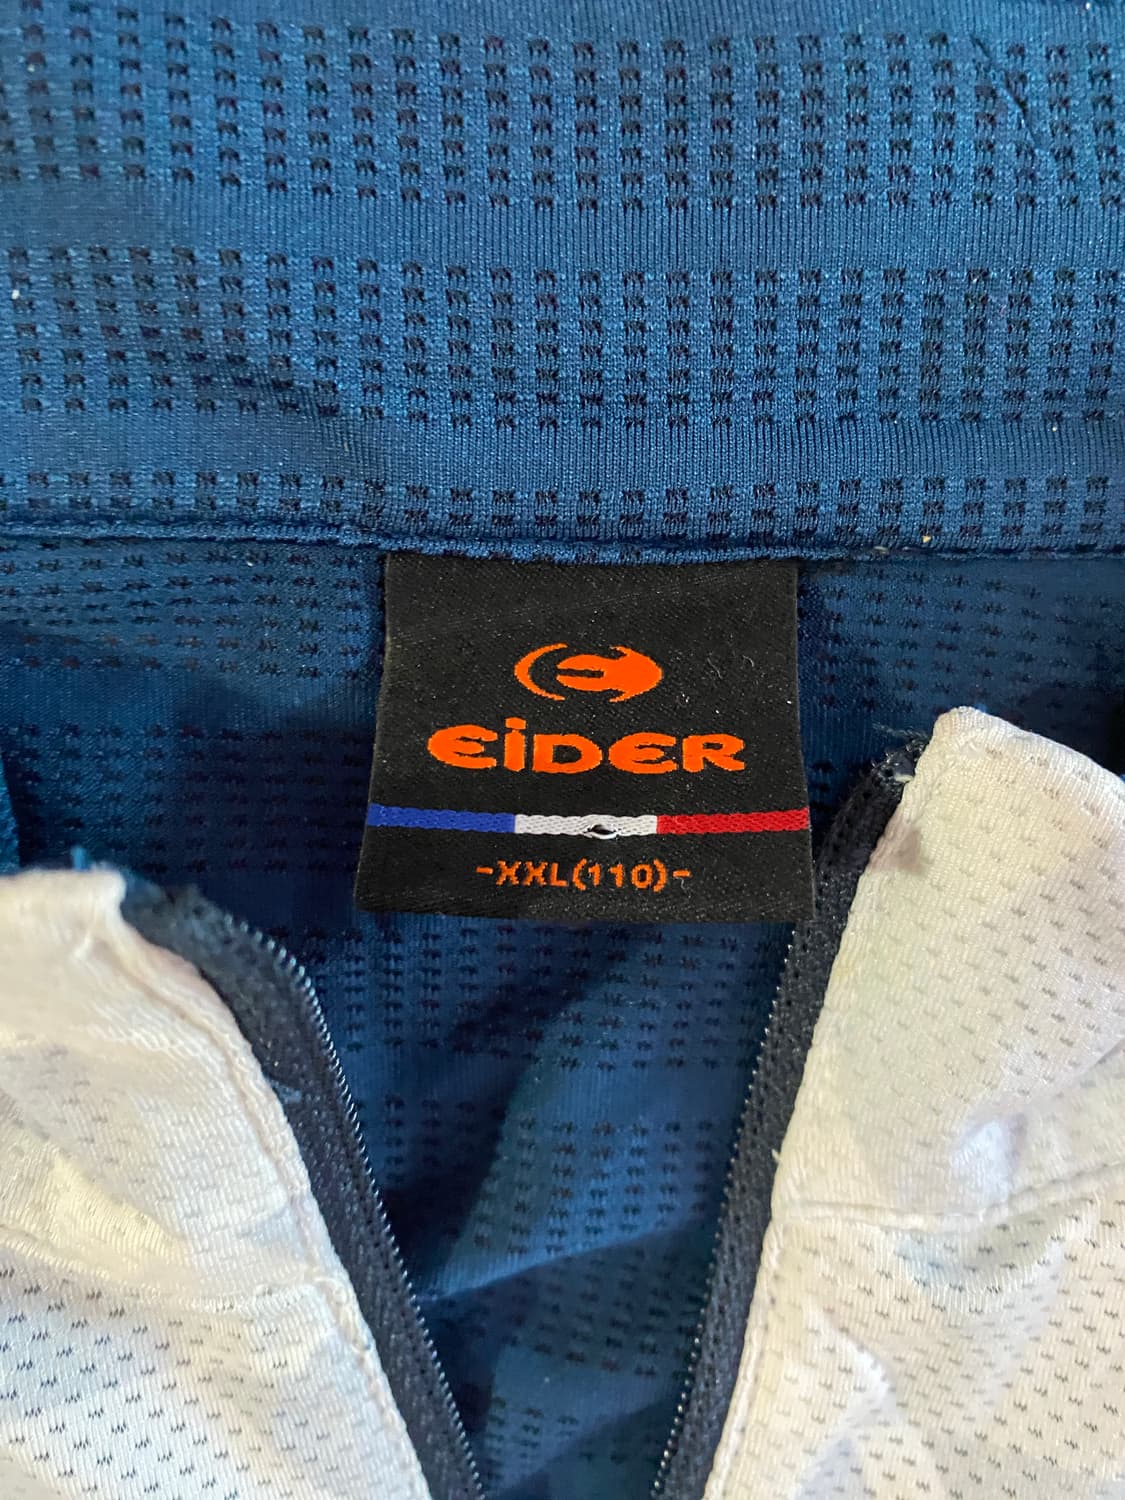 EiDER
-XXL(110)-